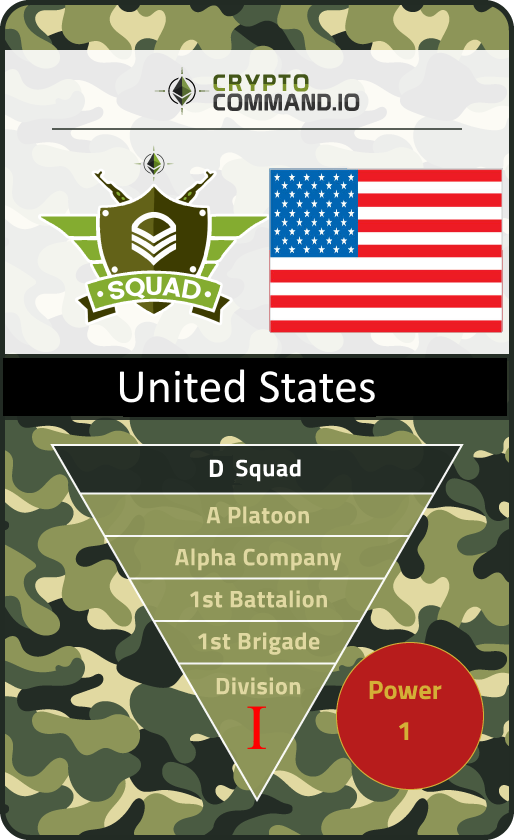 CRYPTO
COMMAND.IO
SQUAD
United States
D Squad
A Platoon
Alpha Company
1st Battalion
1st Brigade
Division
I
Power
1